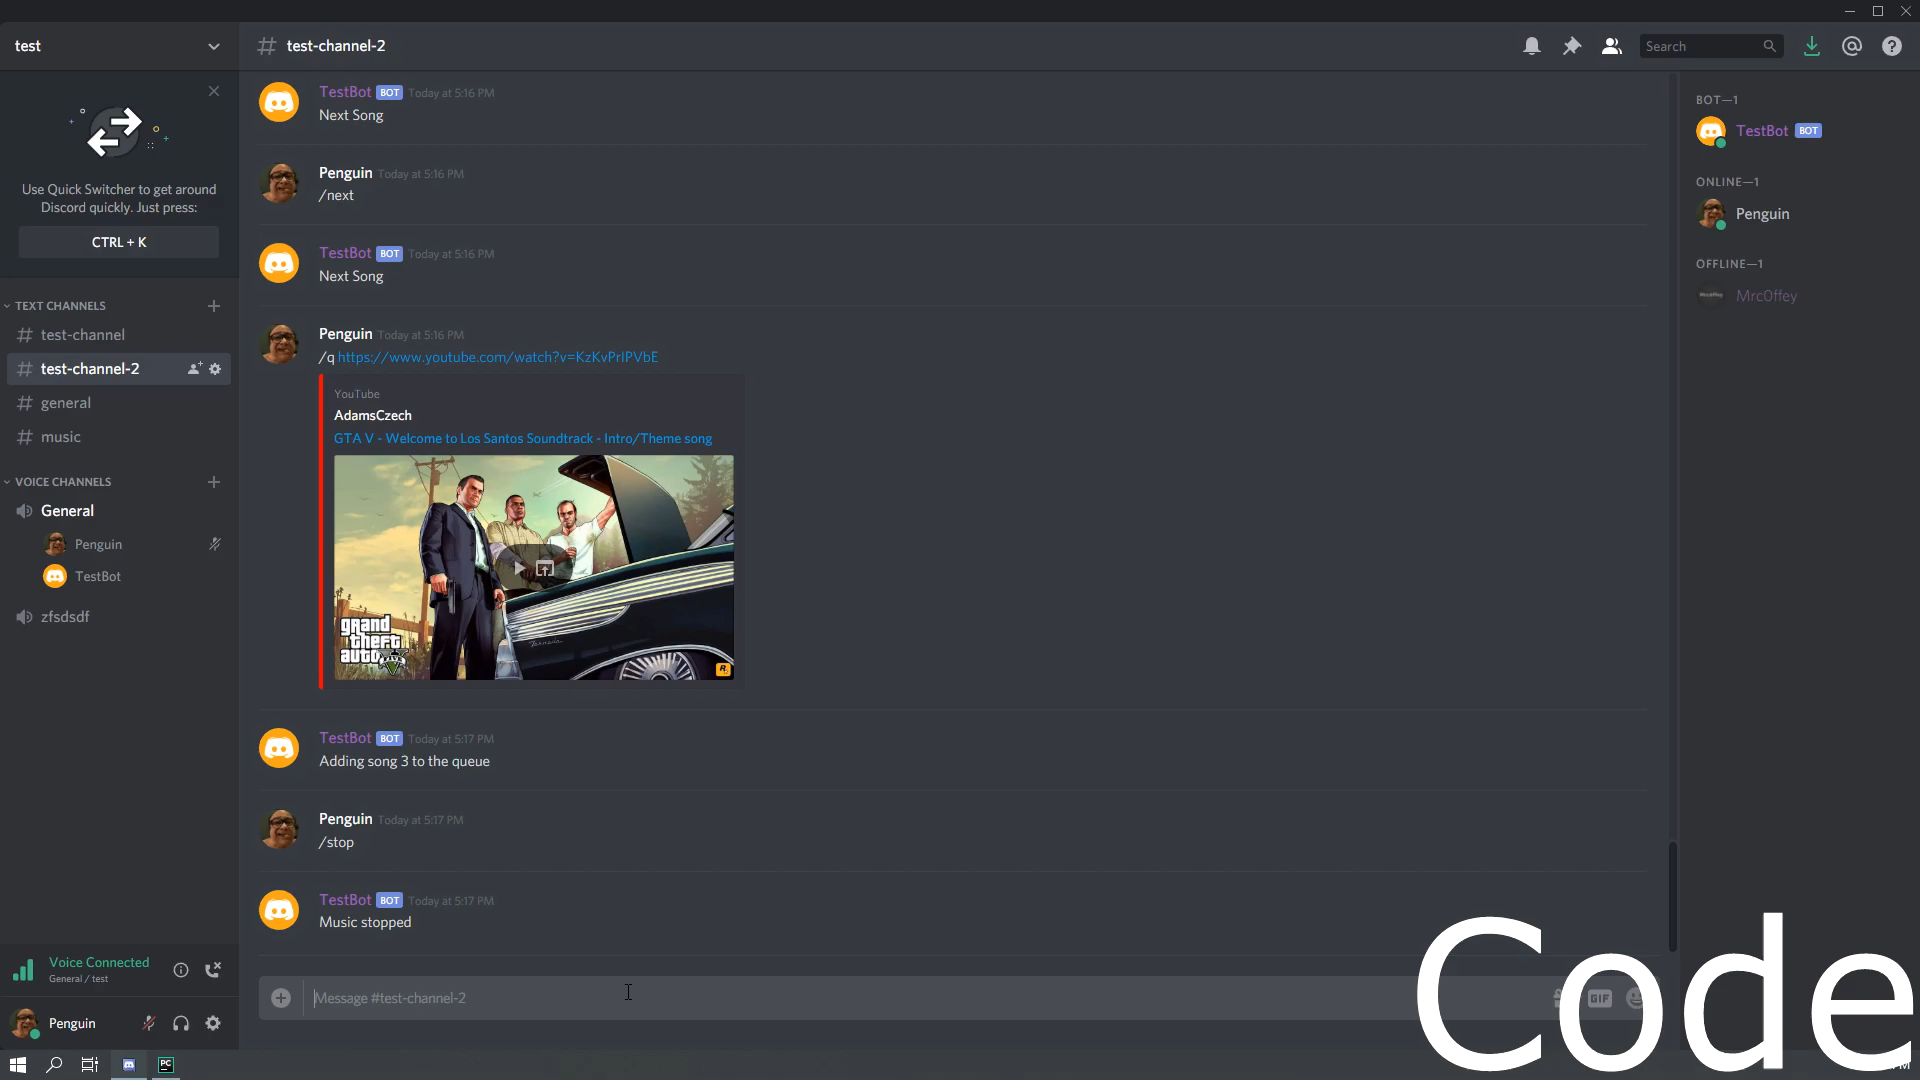 test
test-channel-2
Search
Use Quick Switcher to get around
Discord quickly. Just press:
CTRL + K
TEXT CHANNELS
test-channel
test-channel-2
general
music
VOICE CHANNELS
General
Penguin
TestBot
zfsdsdf
Voice Connected
General / test
Penguin
TestBot BOT Today at 5:16 PM
Next Song
Penguin Today at 5:16 PM
/next
TestBot BOT Today at 5:16 PM
Next Song
Penguin Today at 5:16 PM
/q https://www.youtube.com/watch?v=KzKvPrIPVbE
YouTube
AdamsCzech
GTA V - Welcome to Los Santos Soundtrack - Intro/Theme song
grand
theft
auto
FIVE
R
TestBot BOT Today at 5:17 PM
Adding song 3 to the queue
Penguin Today at 5:17 PM
/stop
TestBot BOT Today at 5:17 PM
Music stopped
Message #test-channel-2
GIF
BOT—1
TestBot BOT
ONLINE—1
Penguin
OFFLINE—1
MrcOffey
PC
Code